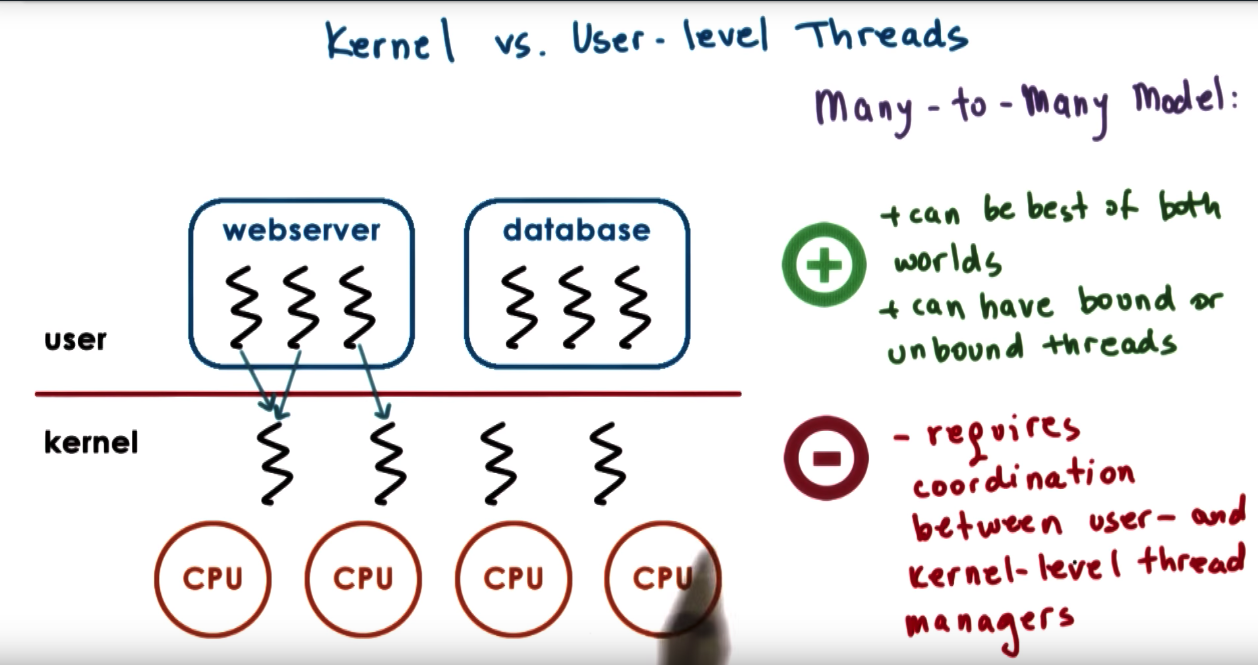 Kernel vs. User-level Threads
Many-to-Many Model:
webserver
database
user
kernel
CPU CPU CPU CPU
+ can be best of both
worlds
+ can have bound or
unbound threads
- requires
coordination
between user- and
kernel-level thread
managers